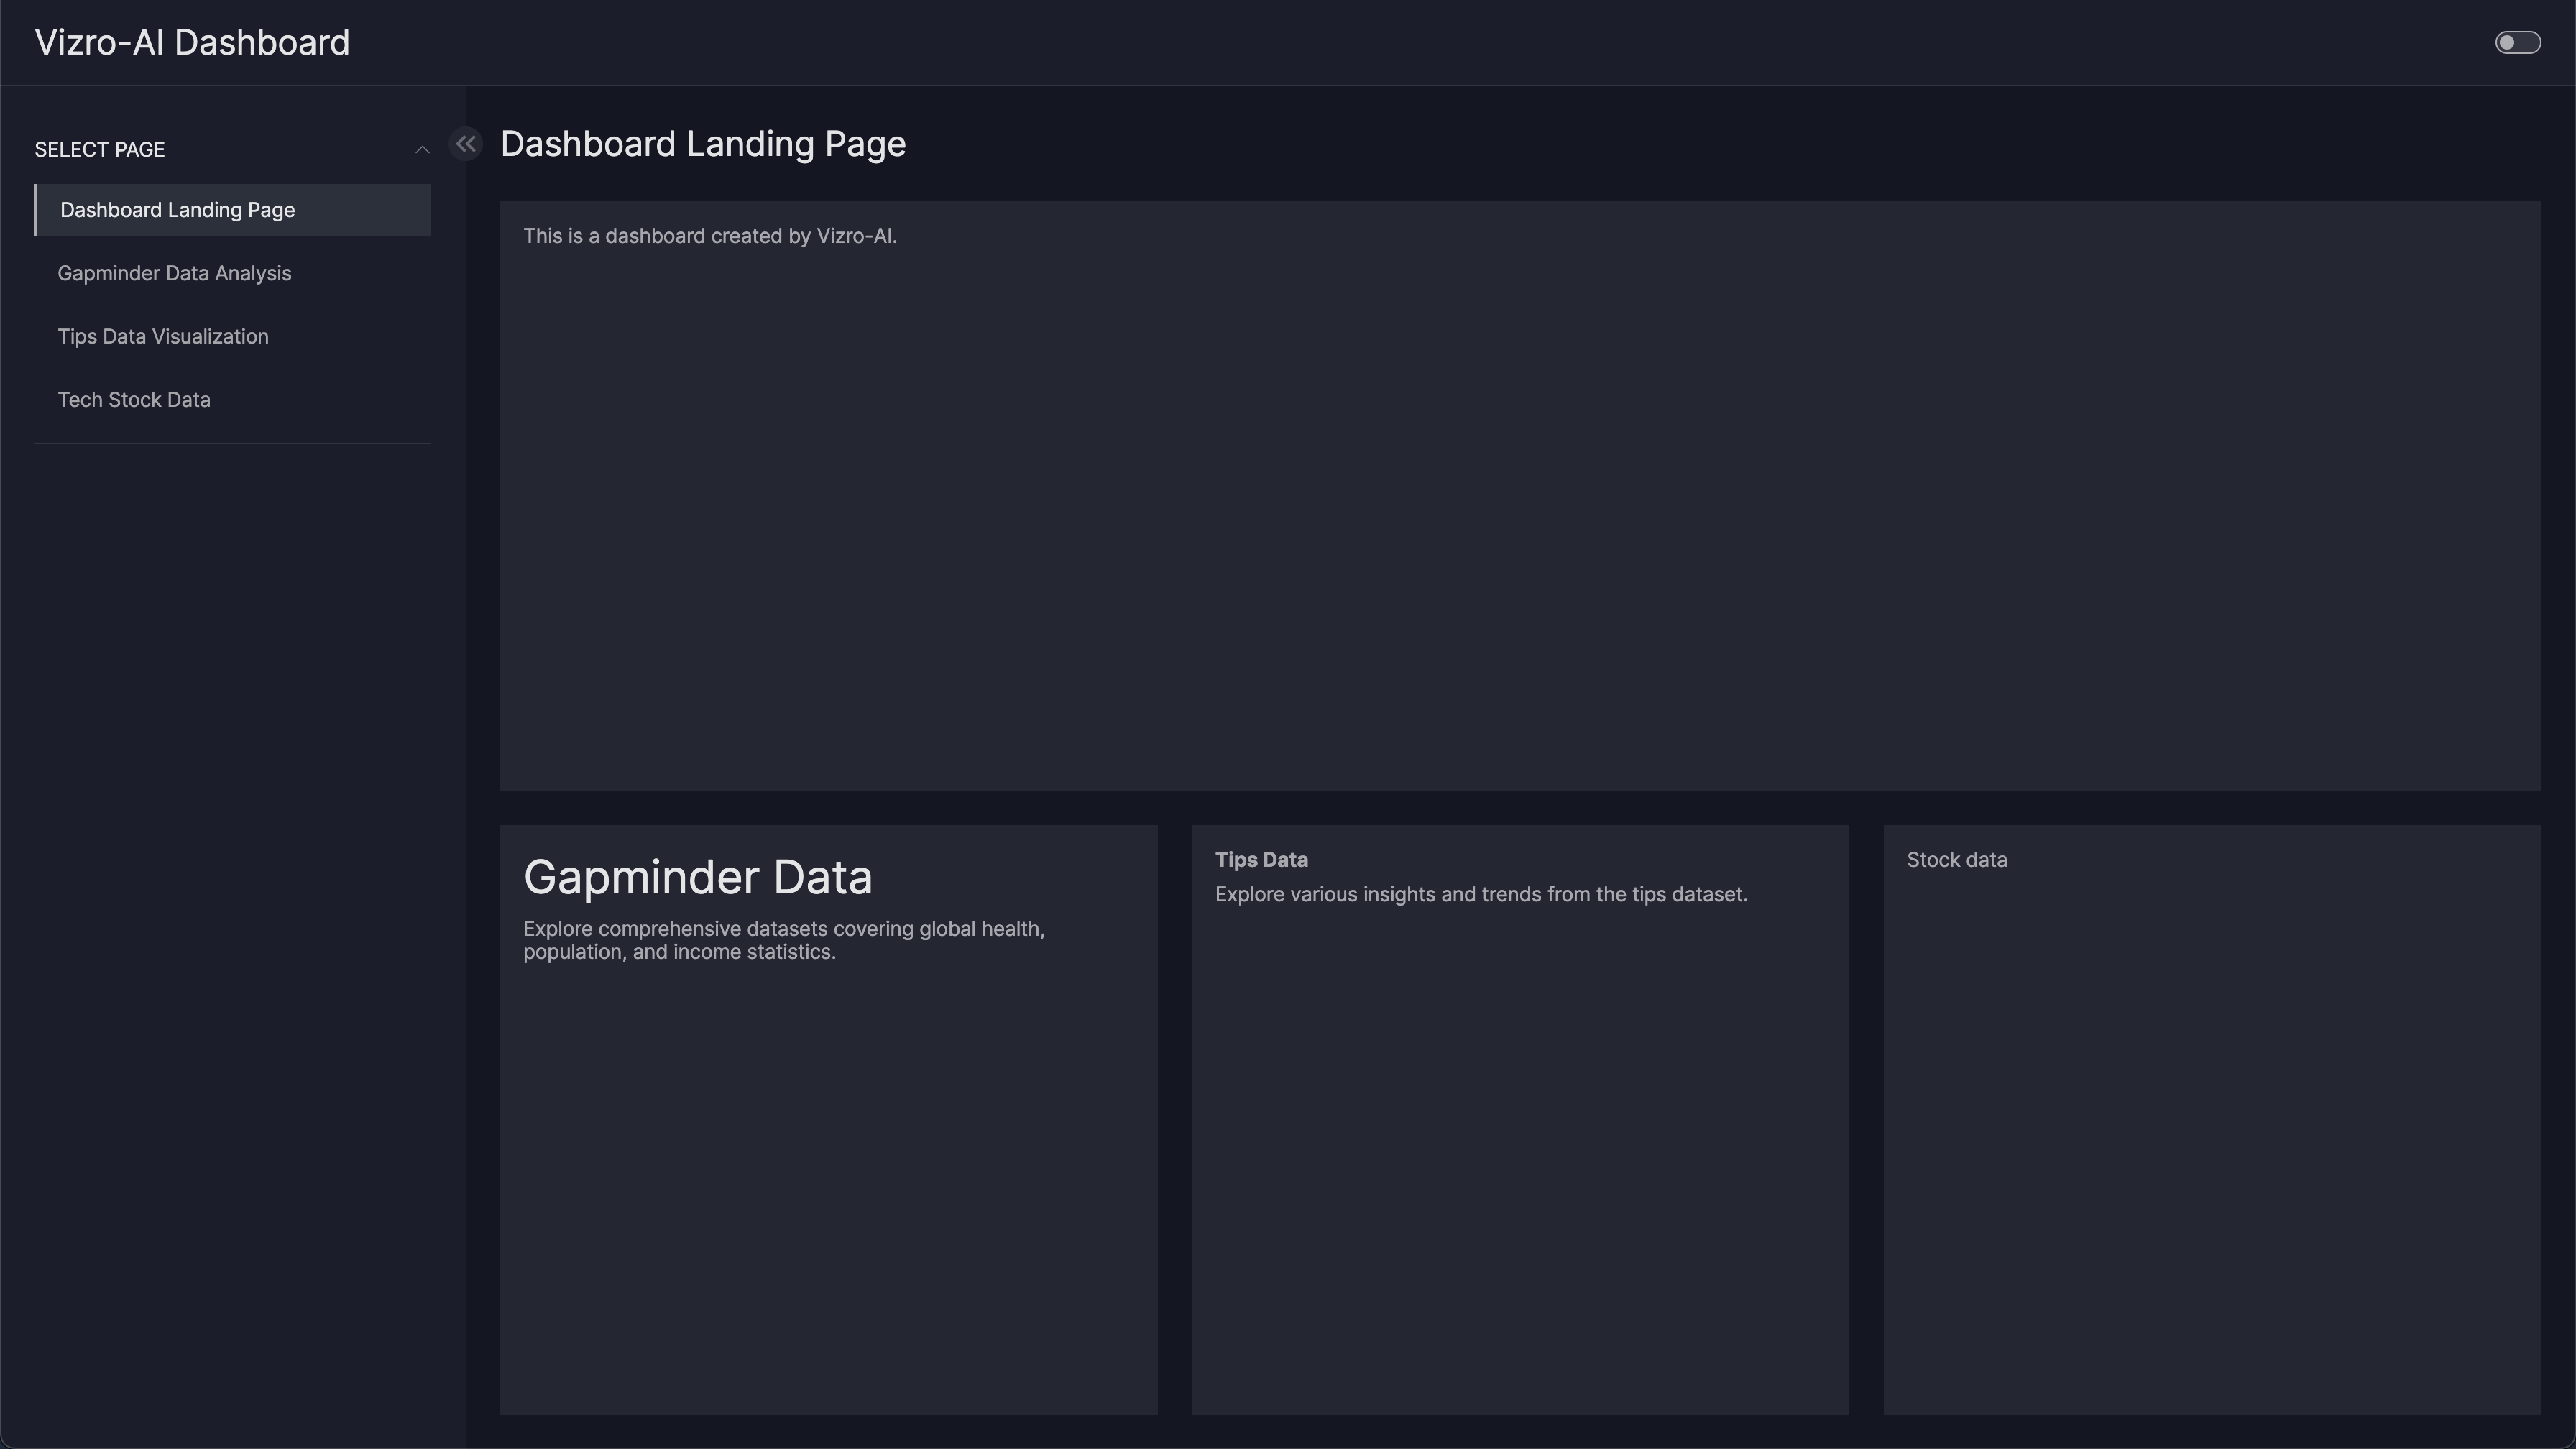 Vizro-AI Dashboard
SELECT PAGE
Dashboard Landing Page
Gapminder Data Analysis
Tips Data Visualization
Tech Stock Data
Dashboard Landing Page
This is a dashboard created by Vizro-AI.
Gapminder Data
Explore comprehensive datasets covering global health,
population, and income statistics.
Tips Data
Explore various insights and trends from the tips dataset.
Stock data